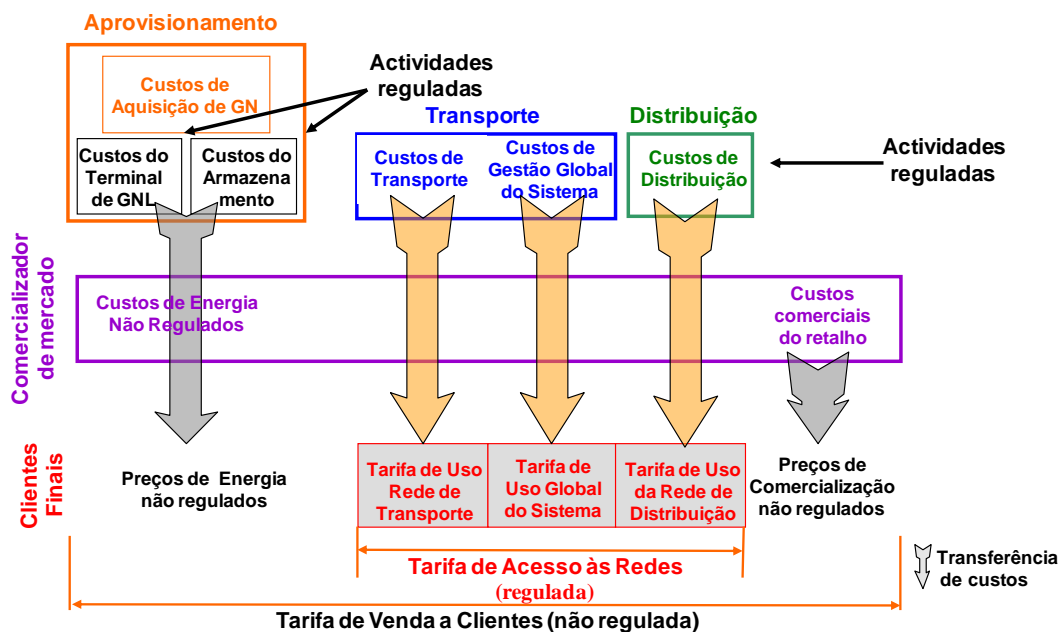 Aprovisionamento
Custos de
Aquisição de GN
Custos do
Terminal
de GNL
Custos do
Armazena
mento
Actividades
reguladas
Transporte
Custos de
Transporte
Custos de
Gestão Global
do Sistema
Distribuição
Custos de
Distribuição
Actividades
reguladas
Comercializador
de mercado
Custos de Energia
Não Regulados
Custos
comerciais
do retalho
Clientes
Finais
Preços de Energia
não regulados
Tarifa de Uso
Rede de
Transporte
Tarifa de
Uso Global
do Sistema
Tarifa de Uso
da Rede de
Distribuição
Preços de
Comercialização
não regulados
Tarifa de Acesso às Redes
(regulada)
Transferência
de custos
Tarifa de Venda a Clientes (não regulada)